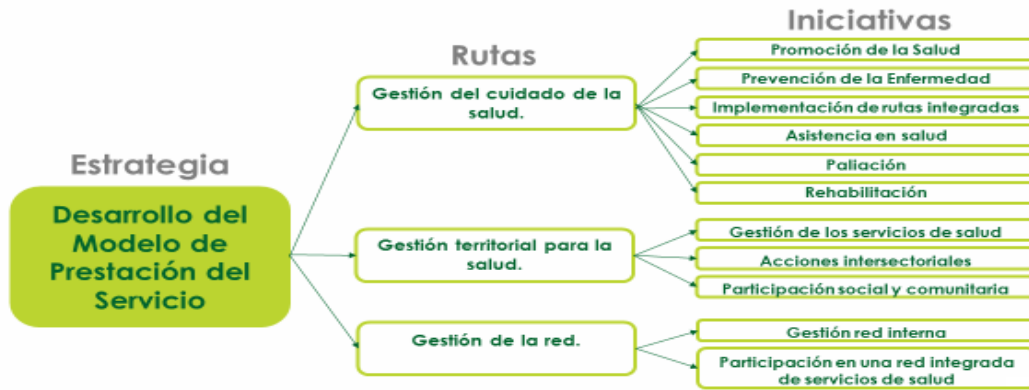 Estrategia
Desarrollo del
Modelo de
Prestación del
Servicio
Rutas
Gestión del cuidado de la
salud.
Gestión territorial para la
salud.
Gestión de la red.
Iniciativas
Promoción de la Salud
Prevención de la Enfermedad
Implementación de rutas integradas
Asistencia en salud
Paliación
Rehabilitación
Gestión de los servicios de salud
Acciones intersectoriales
Participación social y comunitaria
Gestión red interna
Participación en una red integrada
de servicios de salud